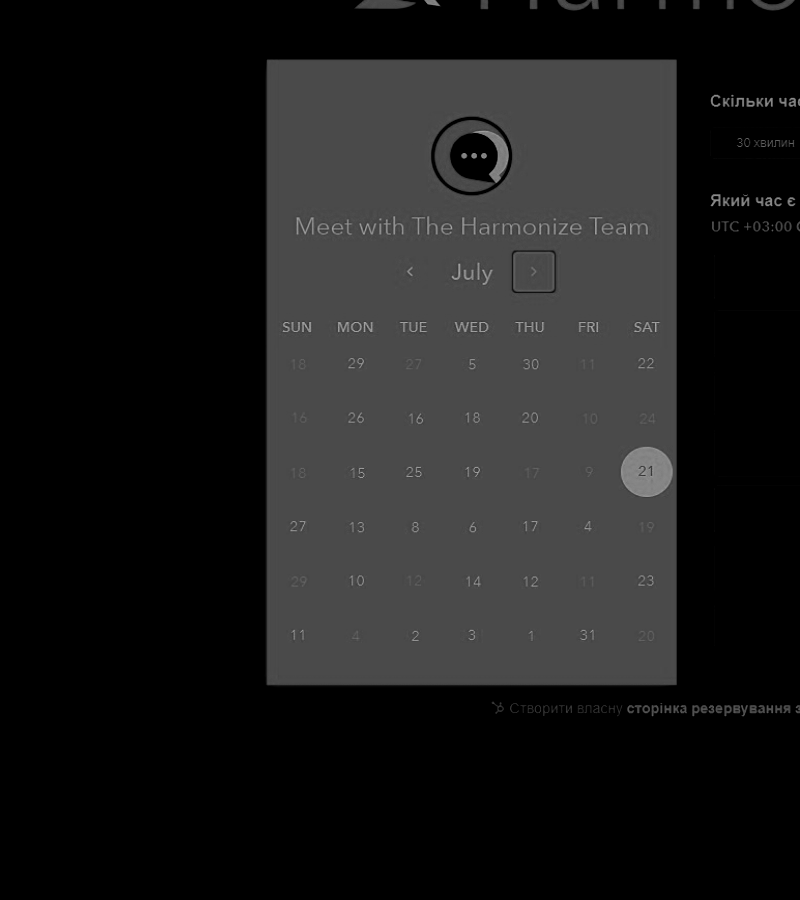 Meet with The Harmonize Team
July
SUN MON TUE WED THU FRI SAT
18 29 27 5 30 11 22
16 26 16 18 20 10 24
18 15 25 19 17 9 21
27 13 8 6 17 4 19
29 10 12 14 12 11 23
11 4 2 3 1 31 20
Скільки
30 хвилин
Який час є
UTC +03:00
Створити власну сторінка резервування